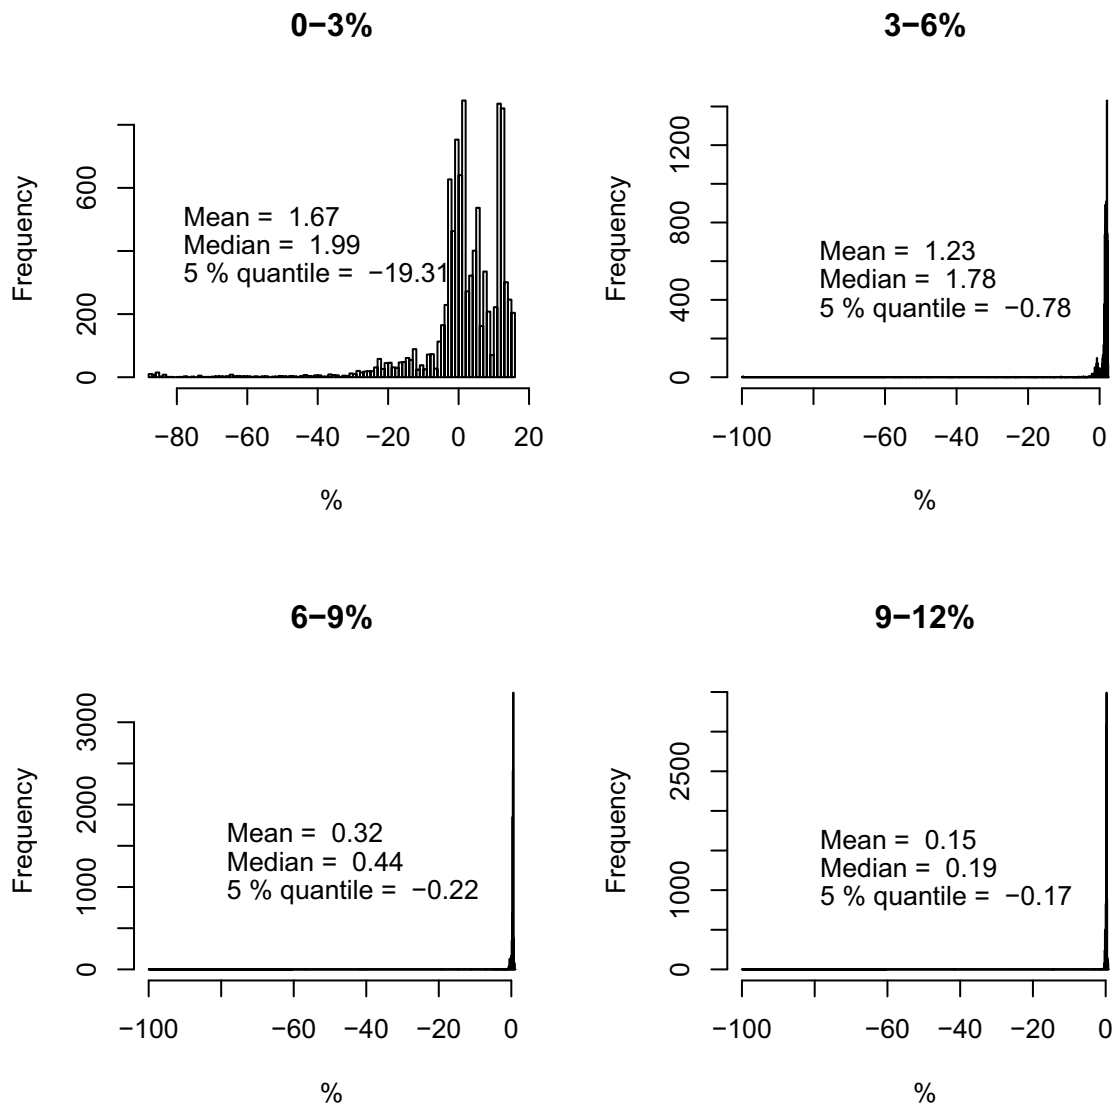 0−3%
Frequency
0 200 600
Mean = 1.67
Median = 1.99
5 % quantile = −19.31
−80 −60 −40 −20 0 20
%
3−6%
Frequency
0 400 800 1200
Mean = 1.23
Median = 1.78
5 % quantile = −0.78
−100 −60 −40 −20 0
%
6−9%
Frequency
0 1000 2000 3000
Mean = 0.32
Median = 0.44
5 % quantile = −0.22
−100 −60 −40 −20 0
%
9−12%
Frequency
0 1000 2500
Mean = 0.15
Median = 0.19
5 % quantile = −0.17
−100 −60 −40 −20 0
%